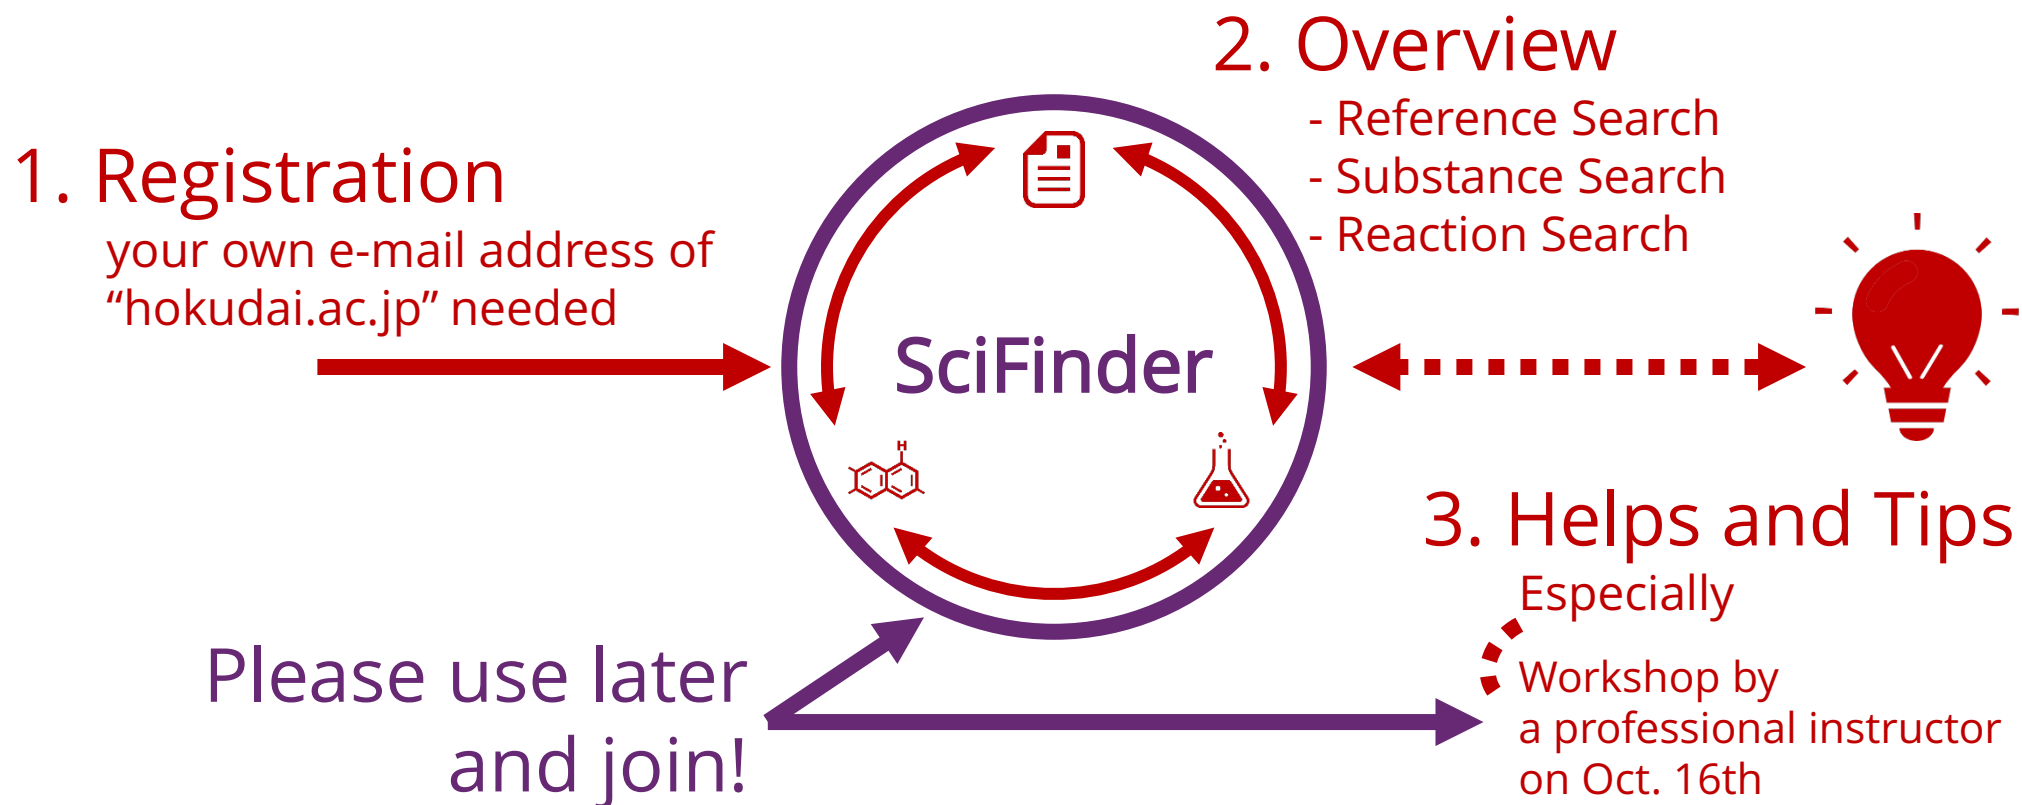 1. Registration
your own e-mail address of
“hokudai.ac.jp” needed
2. Overview
- Reference Search
- Substance Search
- Reaction Search
SciFinder
H
3. Helps and Tips
Especially
Workshop by
a professional instructor
on Oct. 16th
Please use later
and join!